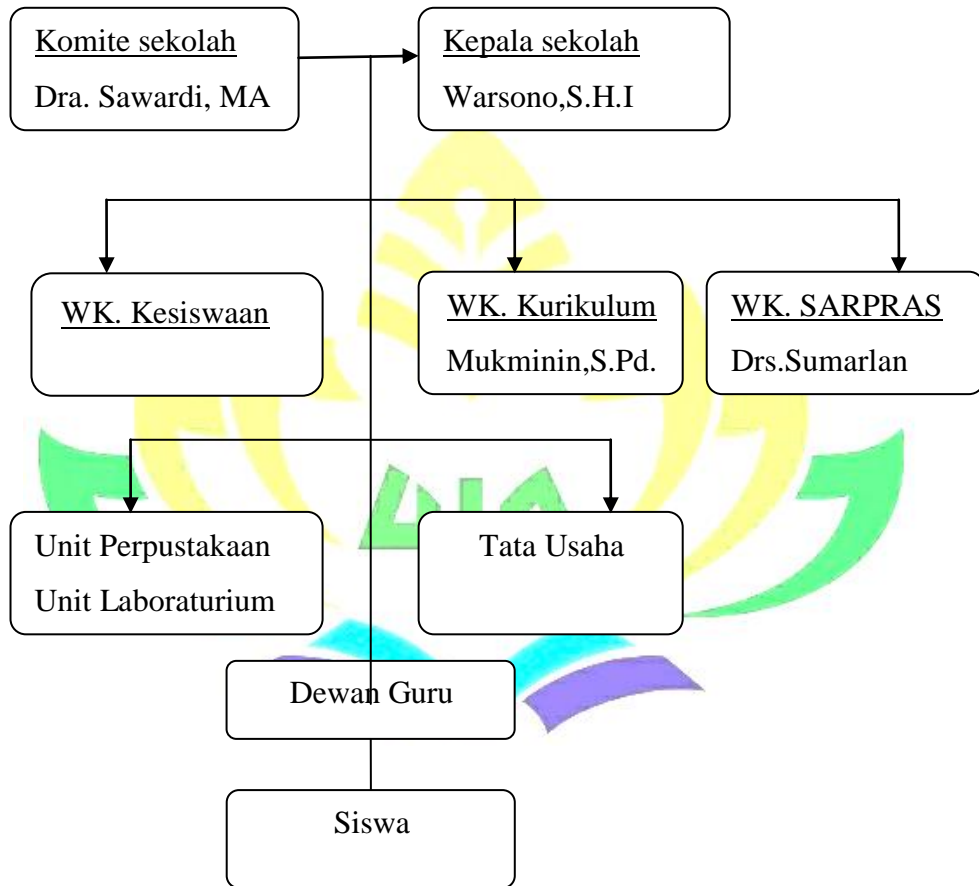 Komite sekolah
Dra. Sawardi, MA
Kepala sekolah
Warsono,S.H.I
WK. Kesiswaan
WK. Kurikulum
Mukminin,S.Pd.
WK. SARPRAS
Drs.Sumarlan
Unit Perpustakaan
Unit Laboraturium
Tata Usaha
Dewan Guru
Siswa